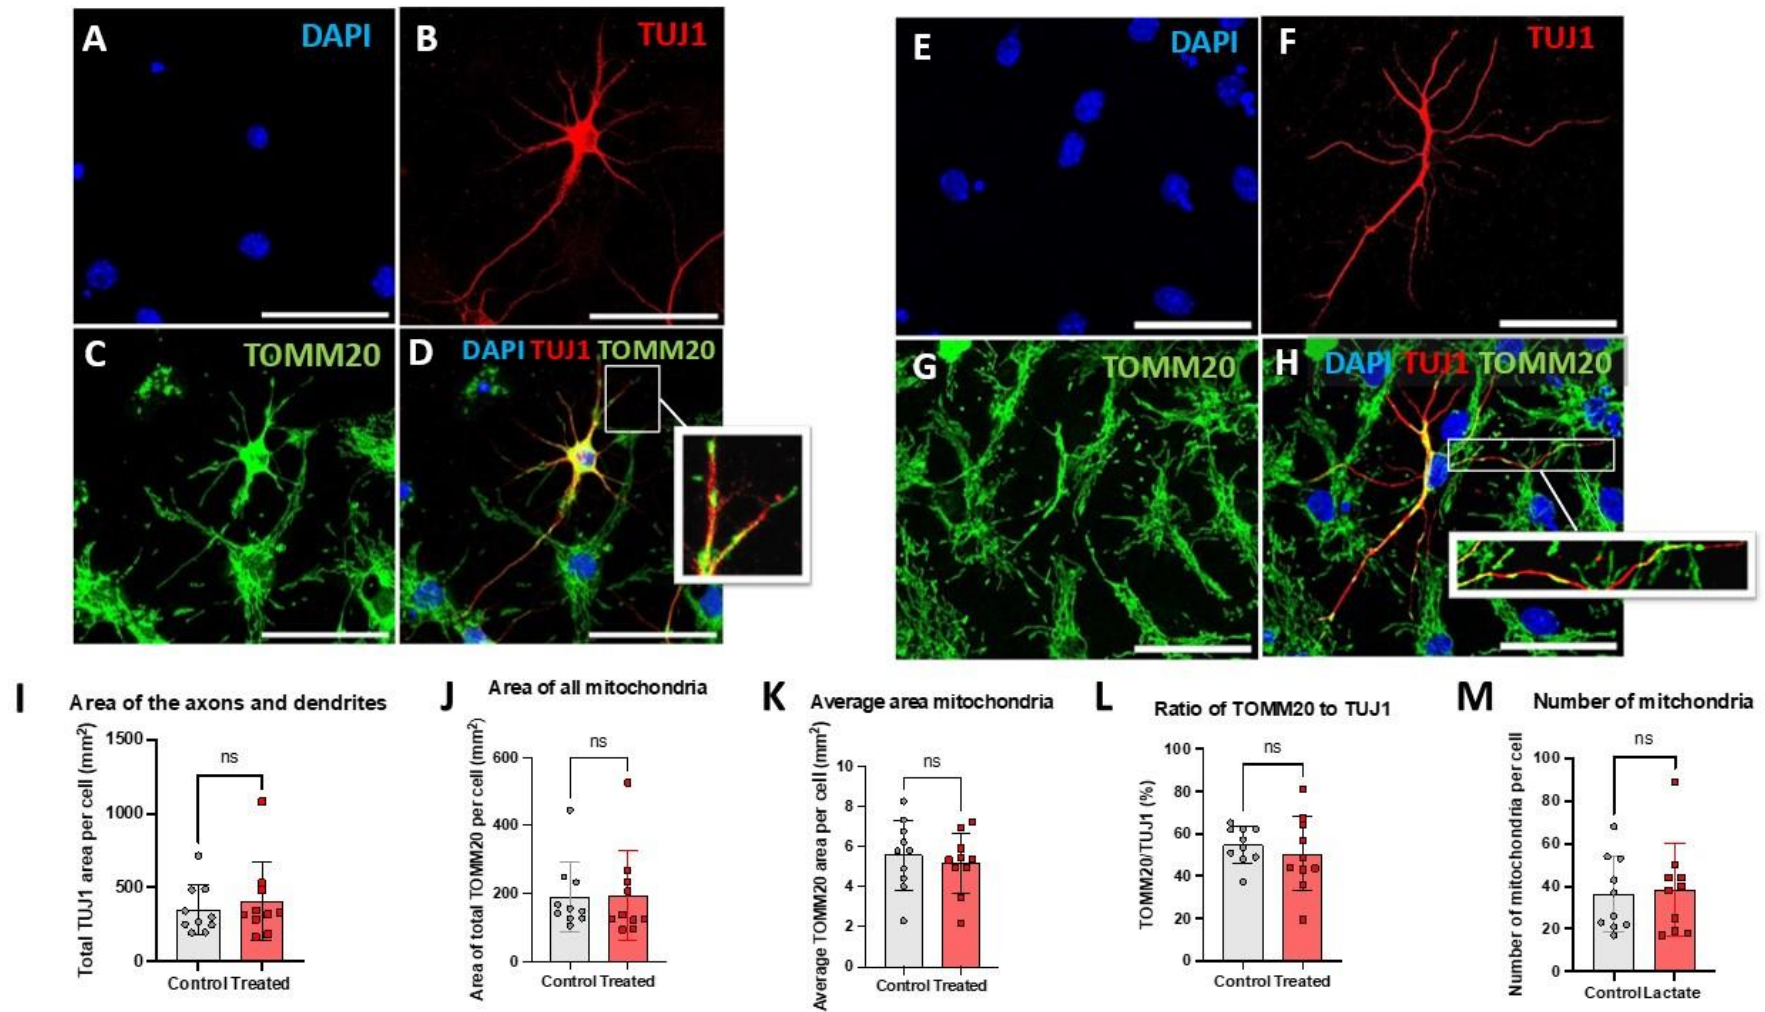 A DAPI
B TUJ1
C TOMM20
D DAPI TUJ1 TOMM20
E DAPI
F TUJ1
G TOMM20
H DAPI TUJ1 TOMM20
I Area of the axons and dendrites
Total TUJ1 area per cell (mm²)
1500
1000
500
0
ns
Control Treated
J Area of all mitochondria
Area of total TOMM20 per cell (mm²)
600
400
200
0
ns
Control Treated
K Average area mitochondria
Average TOMM20 area per cell (mm²)
10
8
6
4
2
0
ns
Control Treated
L Ratio of TOMM20 to TUJ1
TOMM20/TUJ1 (%)
100
80
60
40
20
0
ns
Control Treated
M Number of mitchondria
Number of mitochondria per cell
100
80
60
40
20
0
ns
Control Lactate